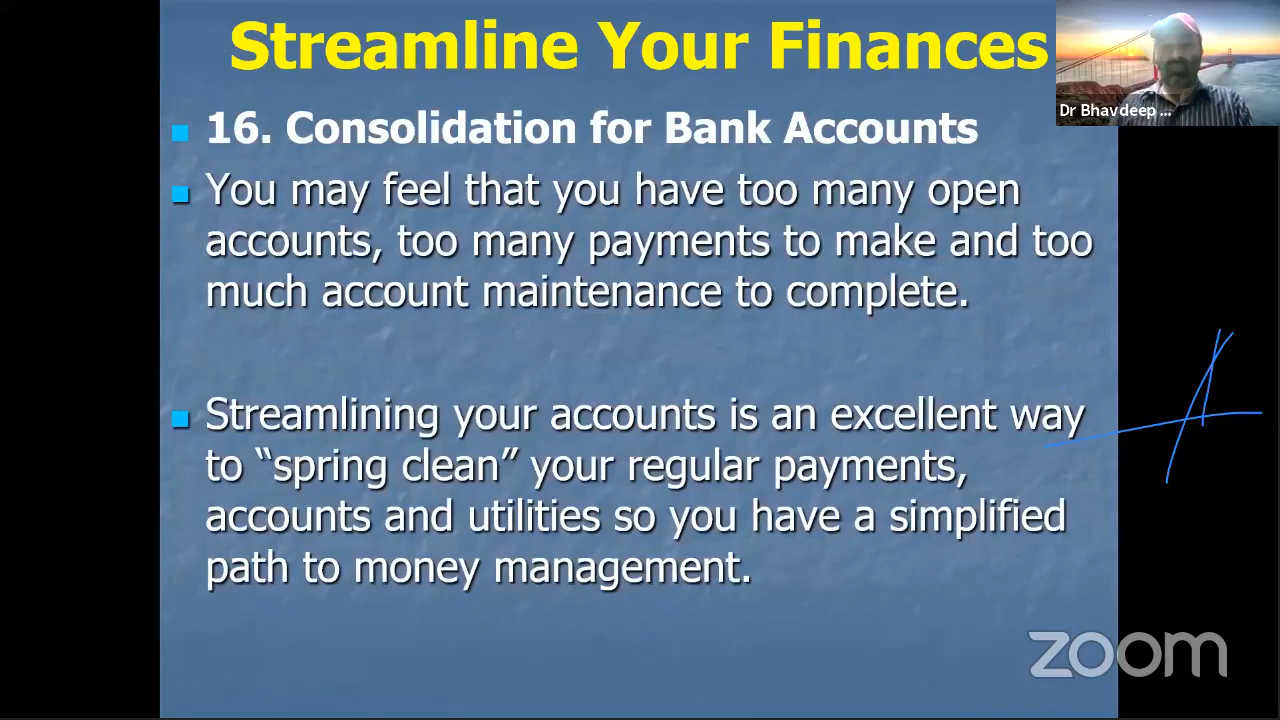 Streamline Your Finances
Dr Bhavdeep ...
16. Consolidation for Bank Accounts
You may feel that you have too many open
accounts, too many payments to make and too
much account maintenance to complete.
Streamlining your accounts is an excellent way
to “spring clean” your regular payments,
accounts and utilities so you have a simplified
path to money management.
zoom